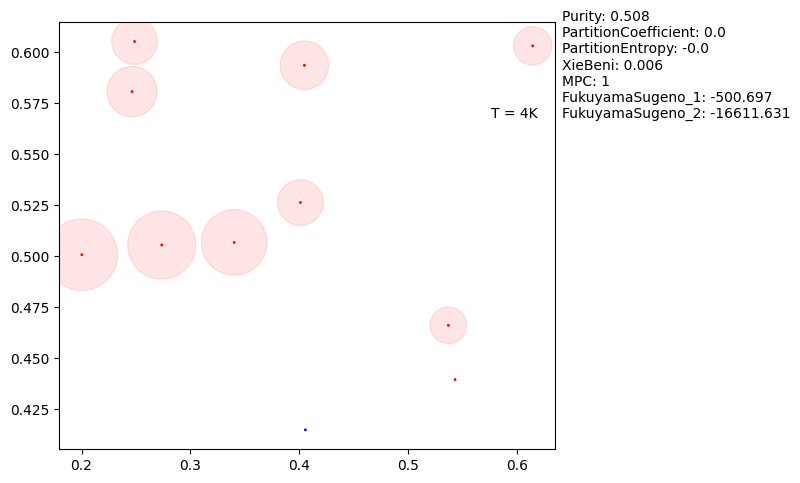 Purity: 0.508
PartitionCoefficient: 0.0
PartitionEntropy: -0.0
XieBeni: 0.006
MPC: 1
FukuyamaSugeno_1: -500.697
FukuyamaSugeno_2: -16611.631
T = 4K
0.600
0.575
0.550
0.525
0.500
0.475
0.450
0.425
0.2 0.3 0.4 0.5 0.6